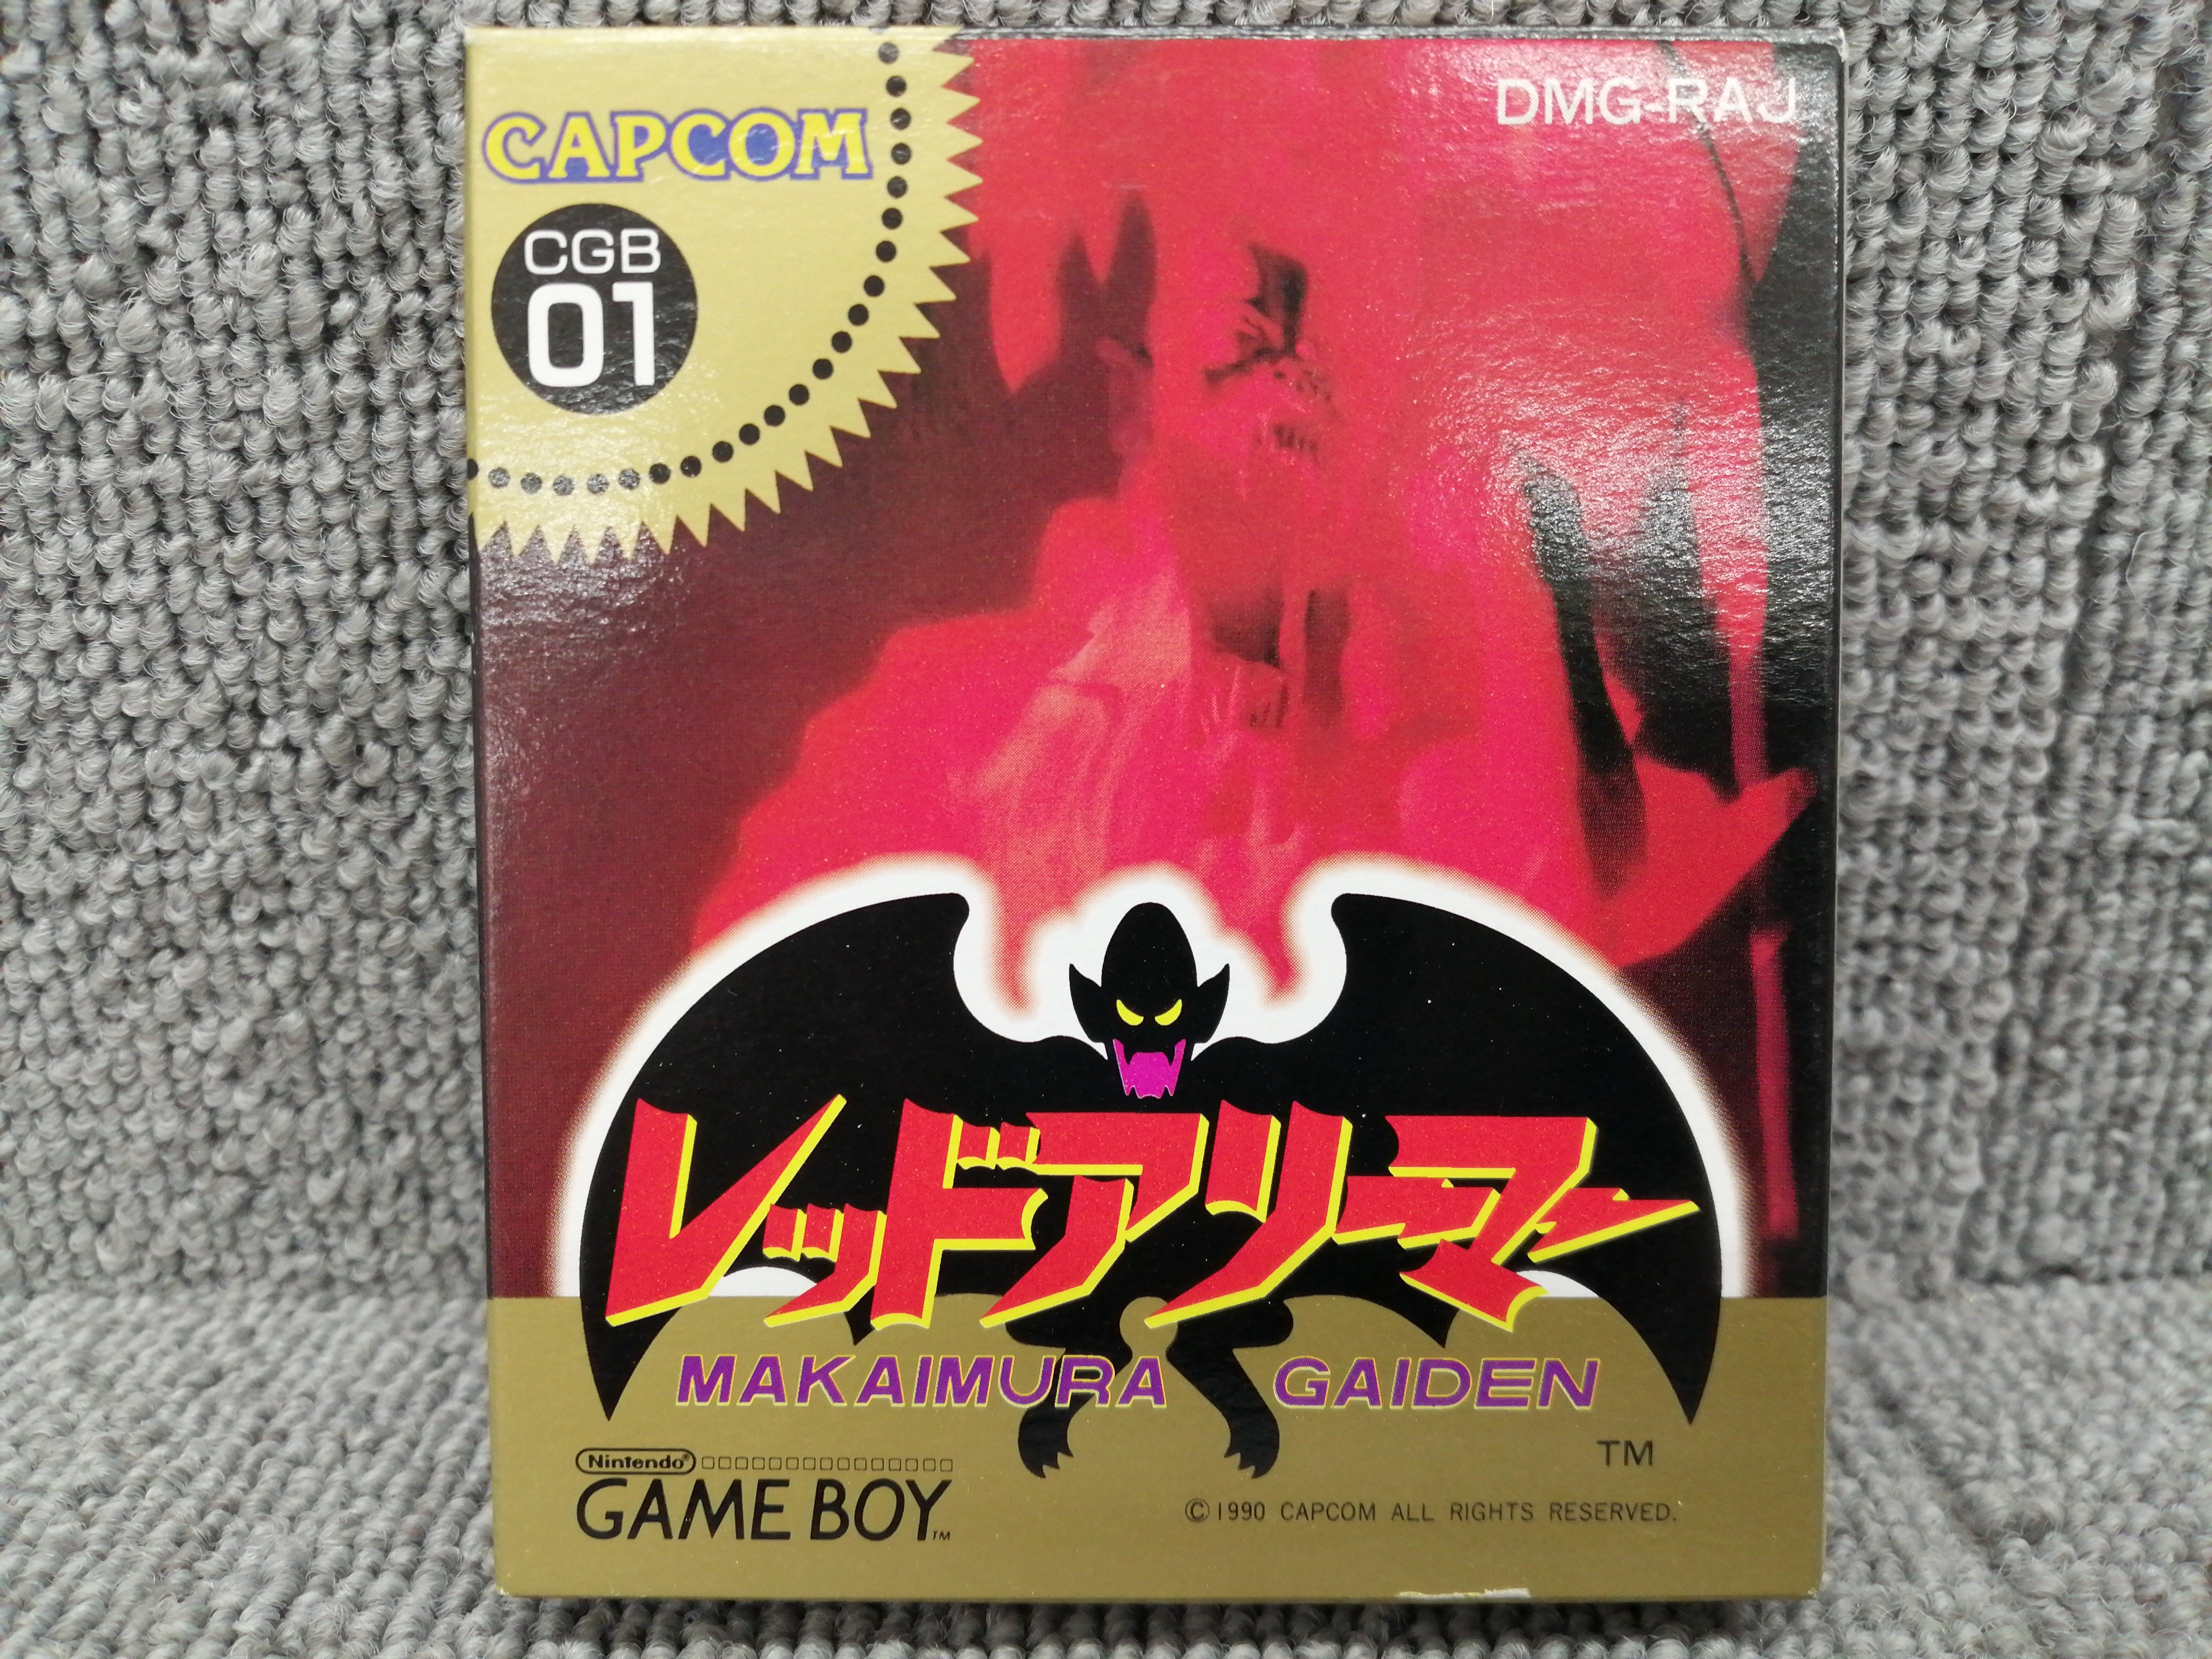 CAPCOM
CGB
01
DMG-RAJ
レッドアリーマー
MAKAIMURA GAIDEN
TM
Nintendo®
GAME BOY™
©1990 CAPCOM ALL RIGHTS RESERVED.